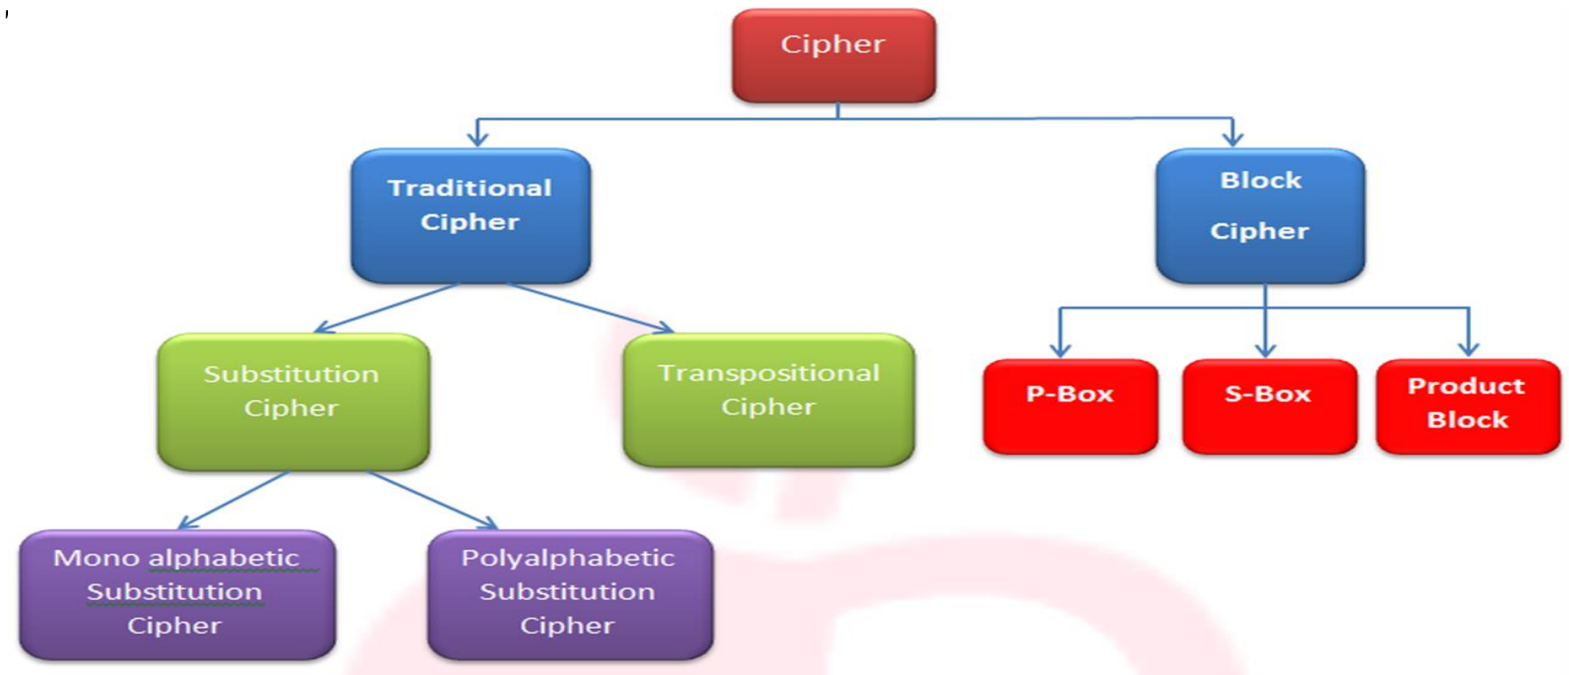 Cipher
Traditional
Cipher
Block
Cipher
Substitution
Cipher
Transpositional
Cipher
P-Box
S-Box
Product
Block
Mono alphabetic
Substitution
Cipher
Polyalphabetic
Substitution
Cipher